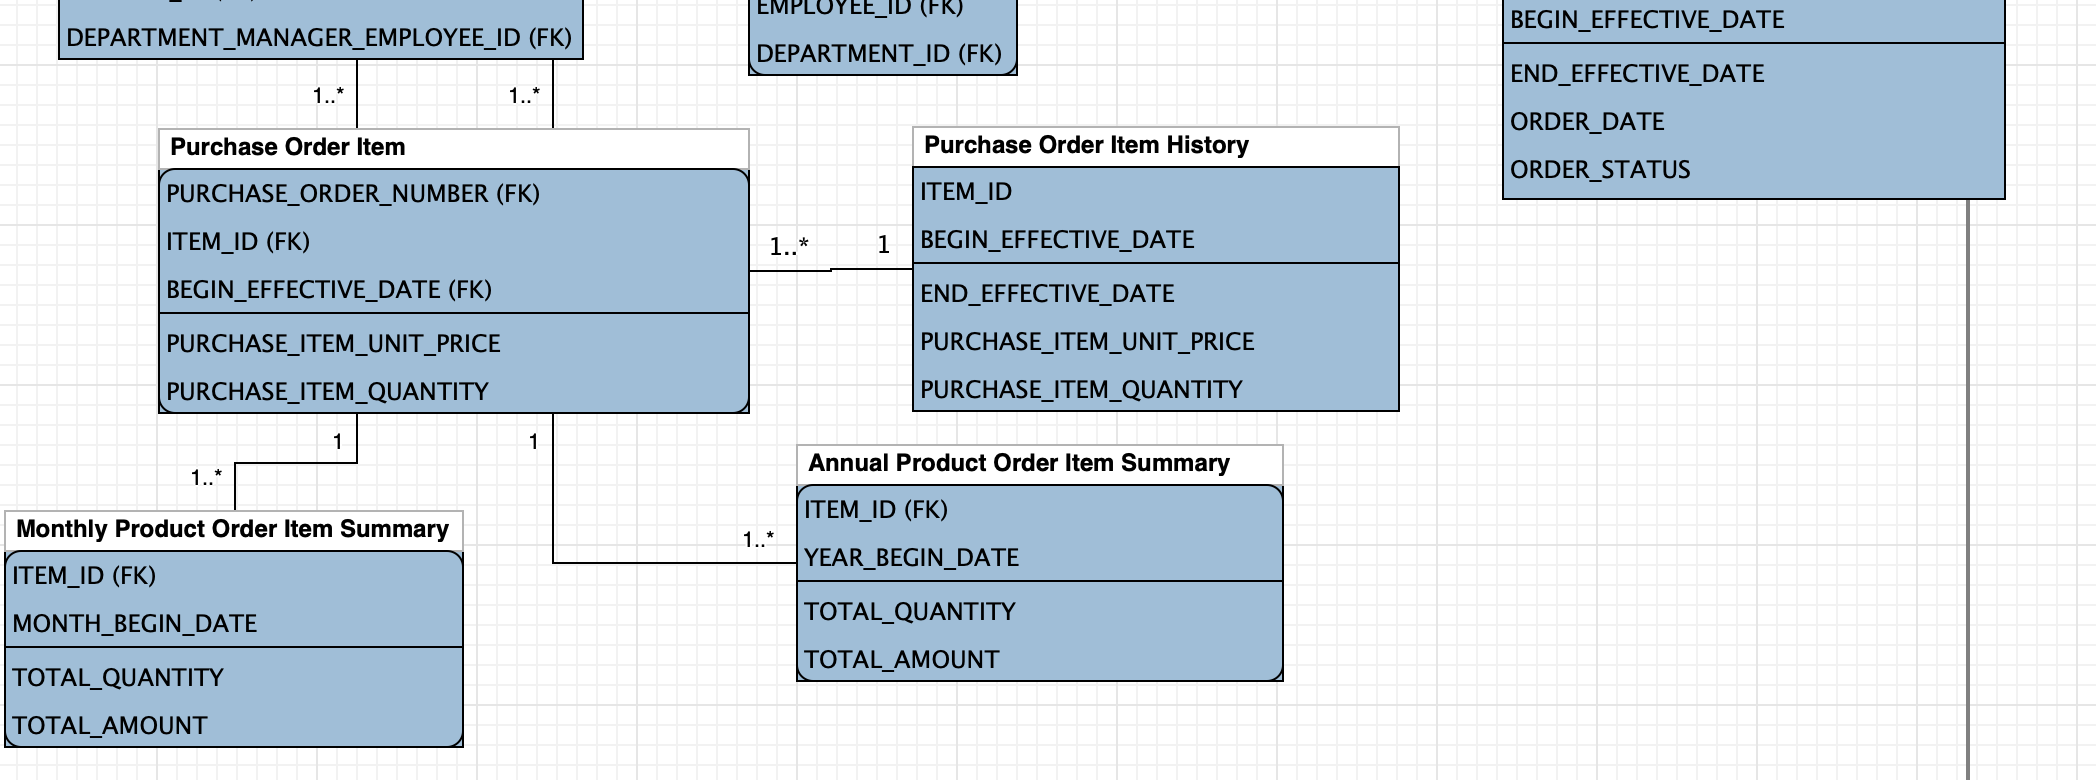 DEPARTMENT_MANAGER_EMPLOYEE_ID (FK)
EMPLOYEE_ID (FK)
DEPARTMENT_ID (FK)
BEGIN_EFFECTIVE_DATE
END_EFFECTIVE_DATE
ORDER_DATE
ORDER_STATUS
1..*
1..*
Purchase Order Item
PURCHASE_ORDER_NUMBER (FK)
ITEM_ID (FK)
BEGIN_EFFECTIVE_DATE (FK)
PURCHASE_ITEM_UNIT_PRICE
PURCHASE_ITEM_QUANTITY
1..*
1
Purchase Order Item History
ITEM_ID
BEGIN_EFFECTIVE_DATE
END_EFFECTIVE_DATE
PURCHASE_ITEM_UNIT_PRICE
PURCHASE_ITEM_QUANTITY
1
1
1..*
1..*
Monthly Product Order Item Summary
ITEM_ID (FK)
MONTH_BEGIN_DATE
TOTAL_QUANTITY
TOTAL_AMOUNT
Annual Product Order Item Summary
ITEM_ID (FK)
YEAR_BEGIN_DATE
TOTAL_QUANTITY
TOTAL_AMOUNT